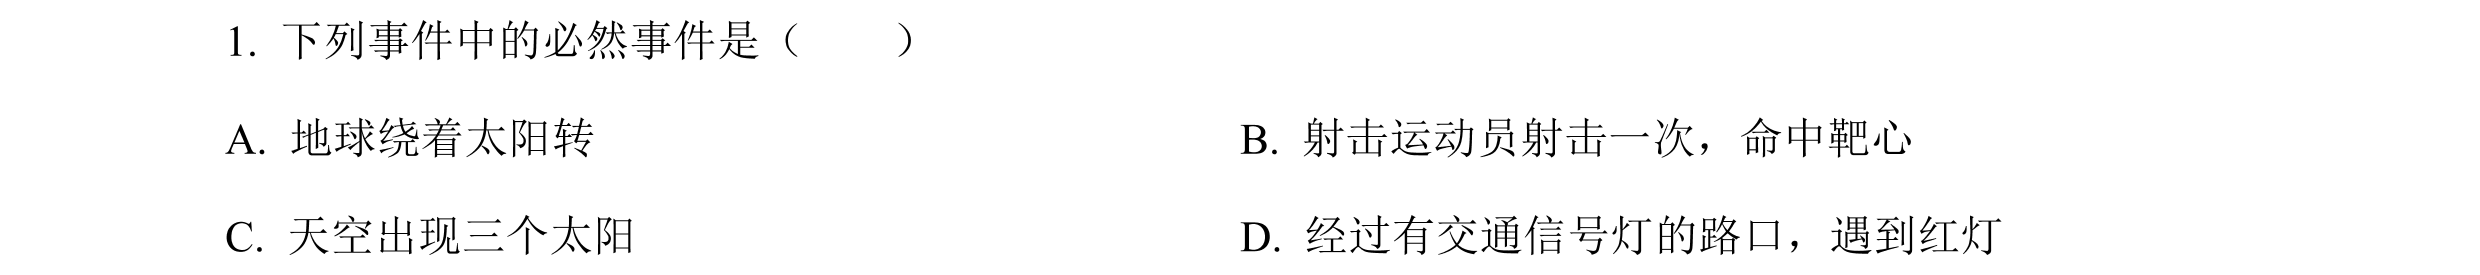 1. 下列事件中的必然事件是（　　）
A. 地球绕着太阳转　　B. 射击运动员射击一次，命中靶心
C. 天空出现三个太阳　　D. 经过有交通信号灯的路口，遇到红灯